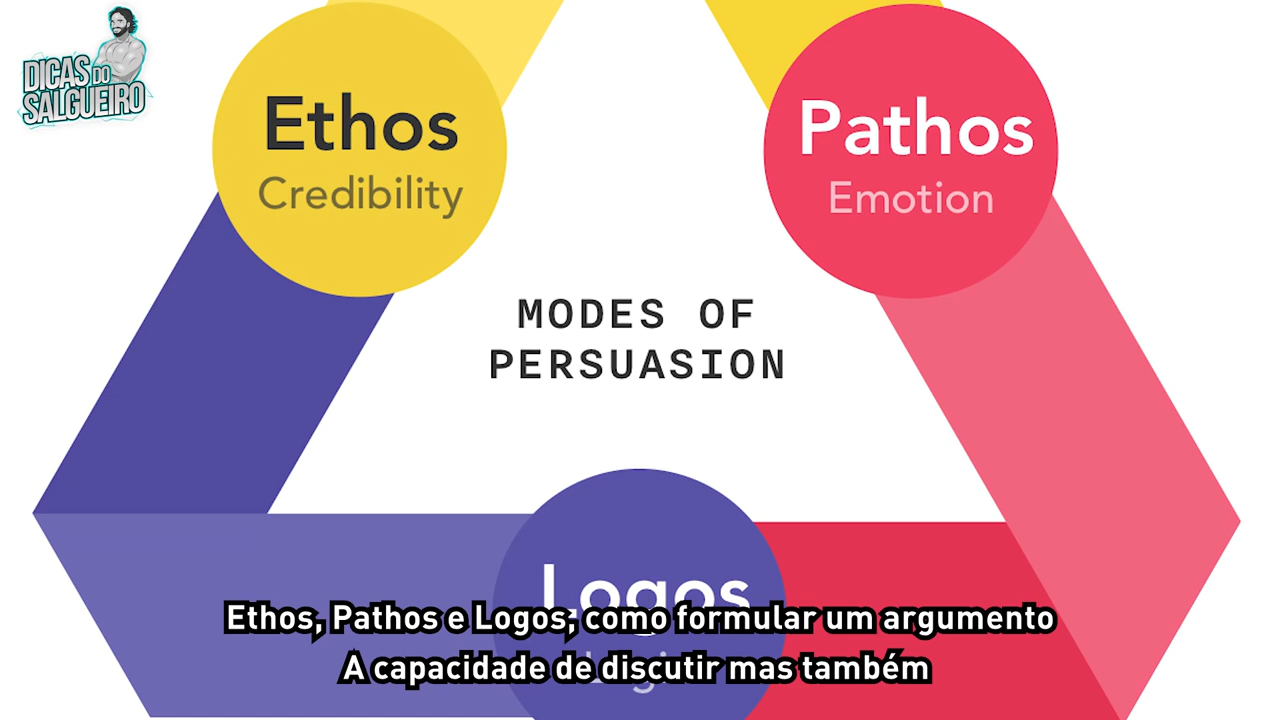 DICAS DO
SALGUEIRO
Ethos
Credibility
Pathos
Emotion
MODES OF
PERSUASION
Logos
Ethos, Pathos e Logos, como formular um argumento
A capacidade de discutir mas também